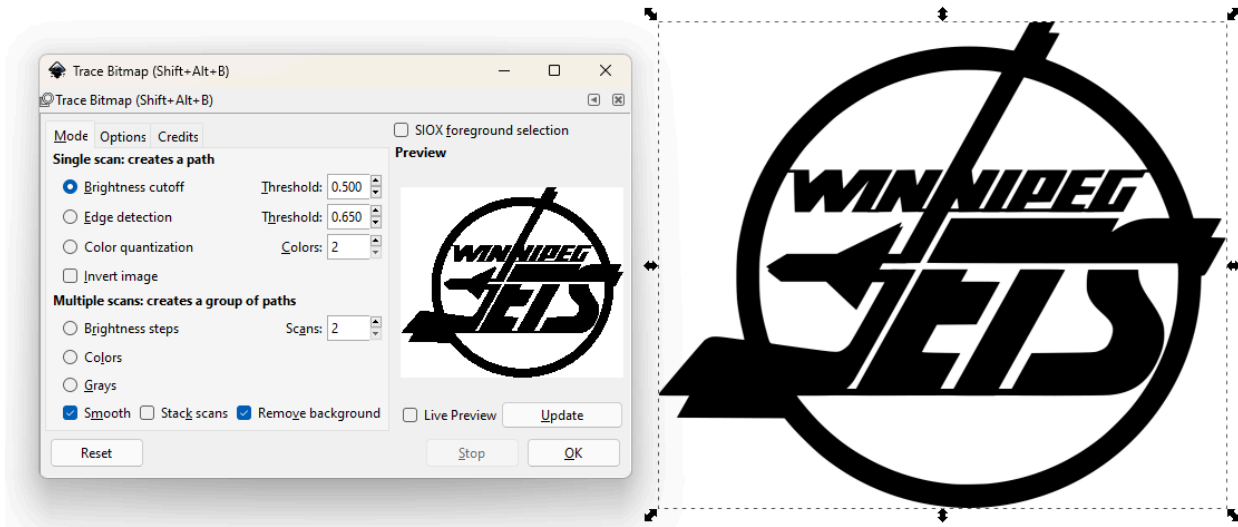 Trace Bitmap (Shift+Alt+B)
Trace Bitmap (Shift+Alt+B)
Mode Options Credits
Single scan: creates a path
Brightness cutoff Threshold: 0.500
Edge detection Threshold: 0.650
Color quantization Colors: 2
Invert image
Multiple scans: creates a group of paths
Brightness steps Scans: 2
Colors
Grays
Smooth Stack scans Remove background
Reset
SIOX foreground selection
Preview
WINNIPEG
JETS
Live Preview Update
Stop OK
WINNIPEG
JETS